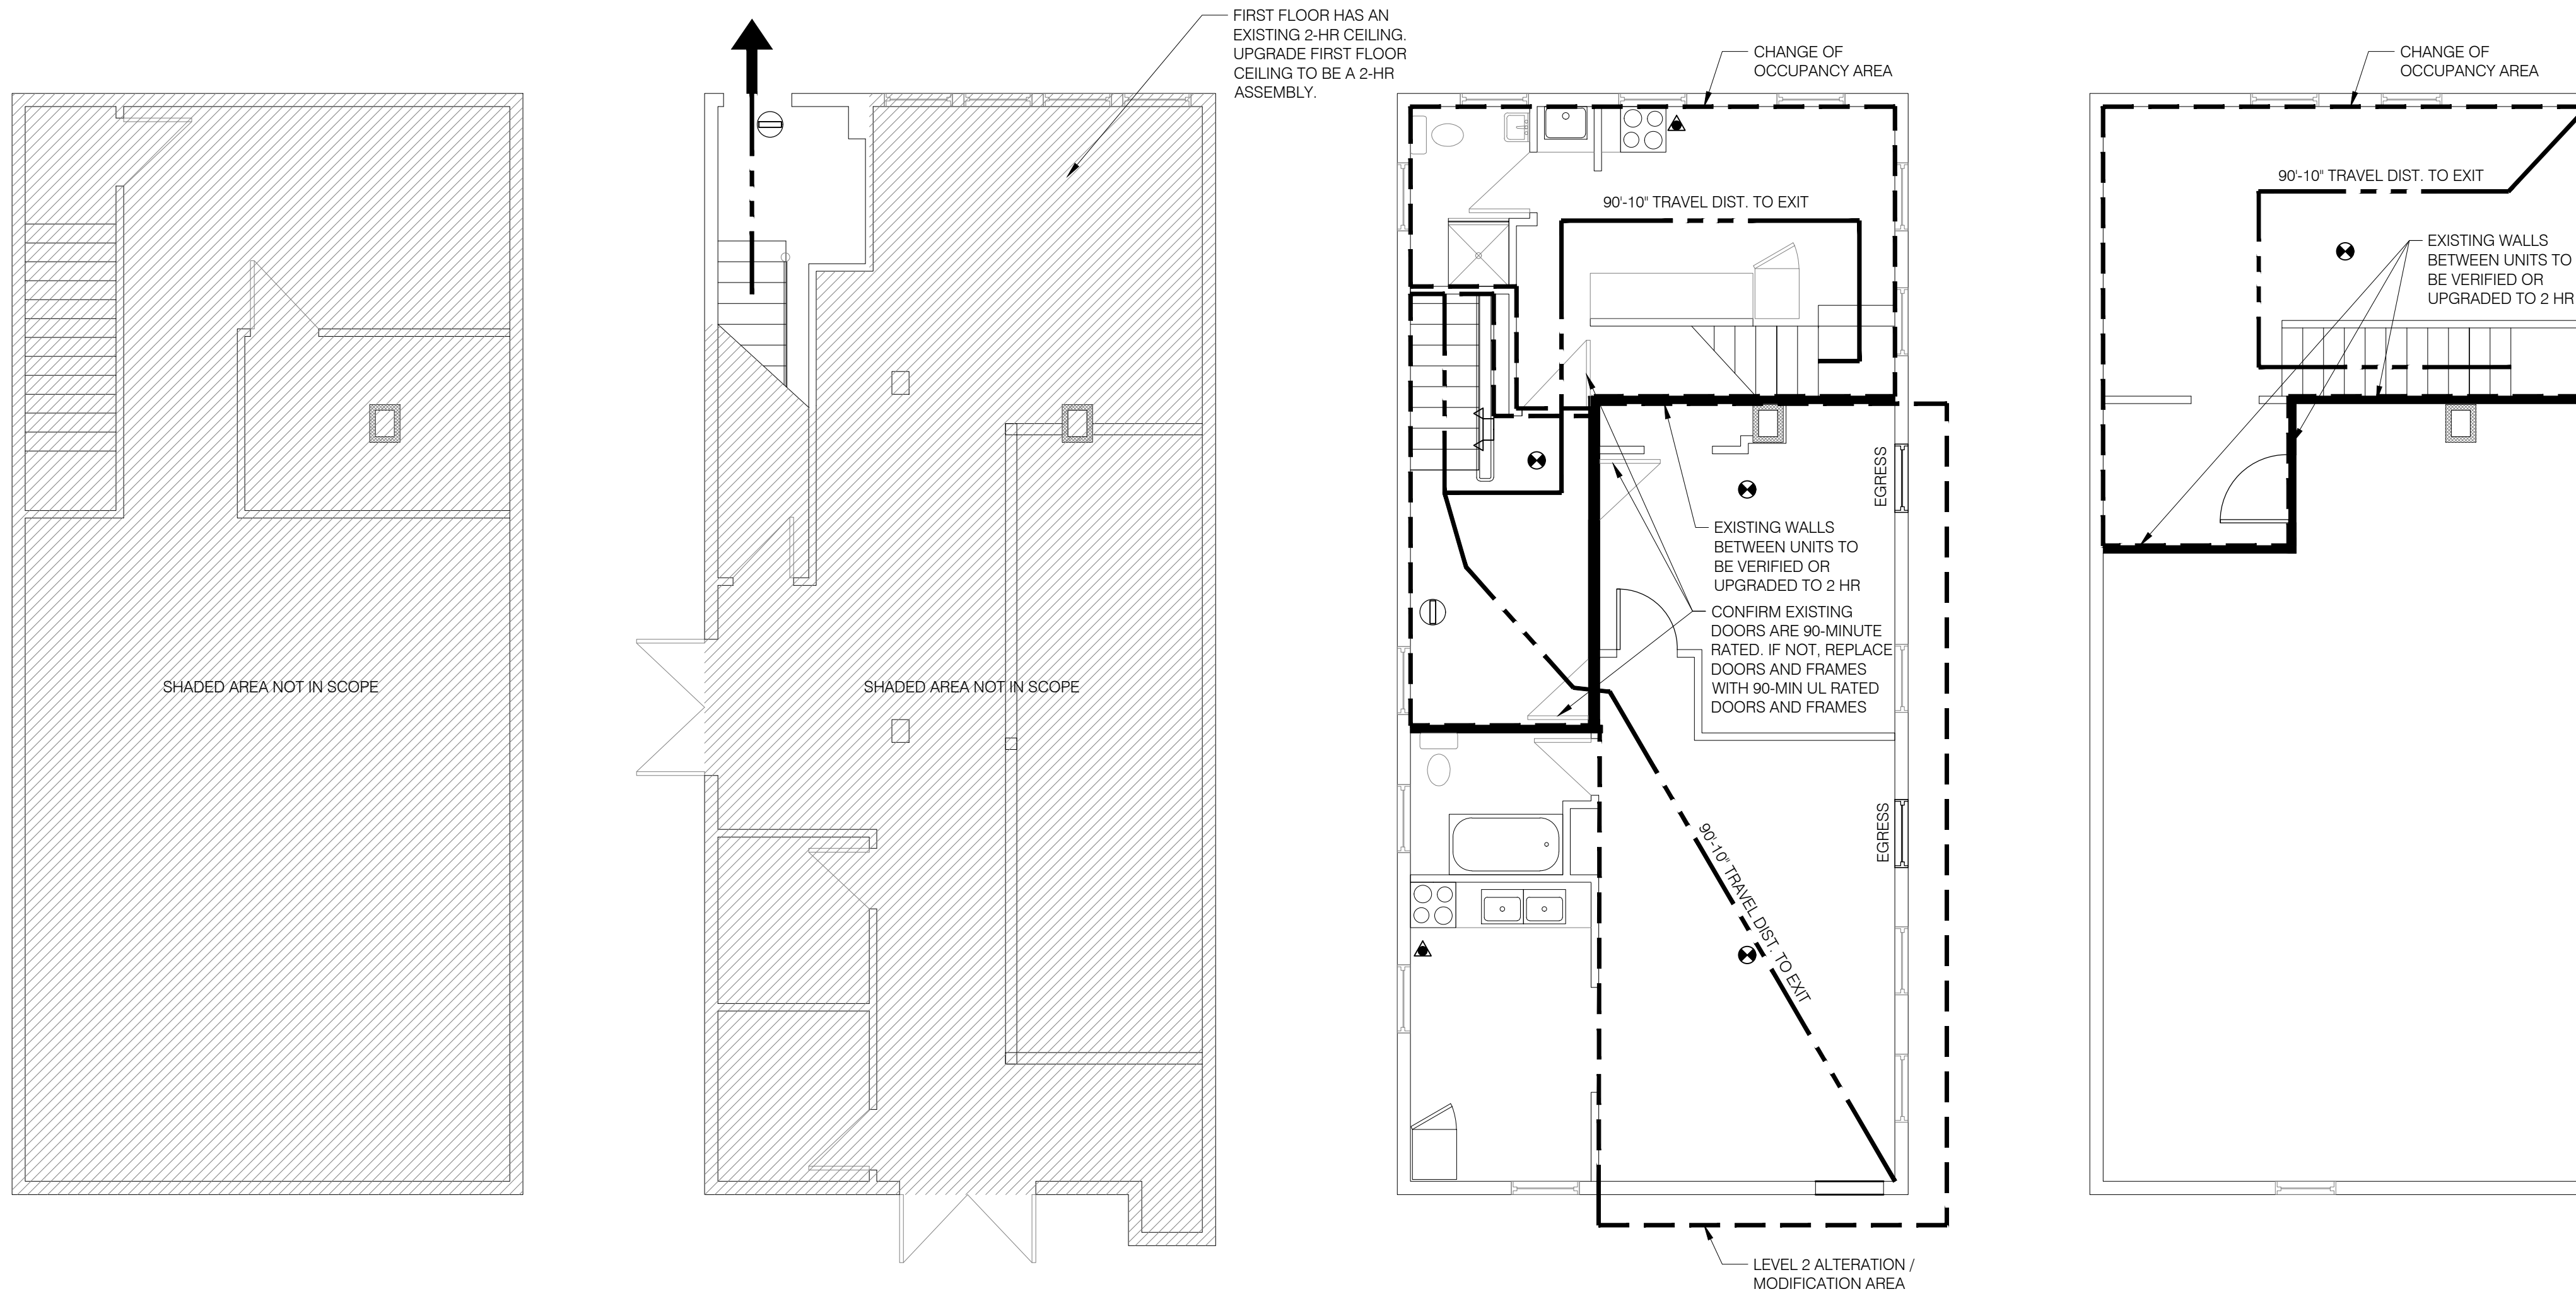 FIRST FLOOR HAS AN
EXISTING 2-HR CEILING.
UPGRADE FIRST FLOOR
CEILING TO BE A 2-HR
ASSEMBLY.
CHANGE OF
OCCUPANCY AREA
CHANGE OF
OCCUPANCY AREA
90'-10" TRAVEL DIST. TO EXIT
90'-10" TRAVEL DIST. TO EXIT
EXISTING WALLS
BETWEEN UNITS TO
BE VERIFIED OR
UPGRADED TO 2 HR
EGRESS
EXISTING WALLS
BETWEEN UNITS TO
BE VERIFIED OR
UPGRADED TO 2 HR
CONFIRM EXISTING
DOORS ARE 90-MINUTE
RATED. IF NOT, REPLACE
DOORS AND FRAMES
WITH 90-MIN UL RATED
DOORS AND FRAMES
SHADED AREA NOT IN SCOPE
SHADED AREA NOT IN SCOPE
EGRESS
90'-10" TRAVEL DIST. TO EXIT
LEVEL 2 ALTERATION /
MODIFICATION AREA